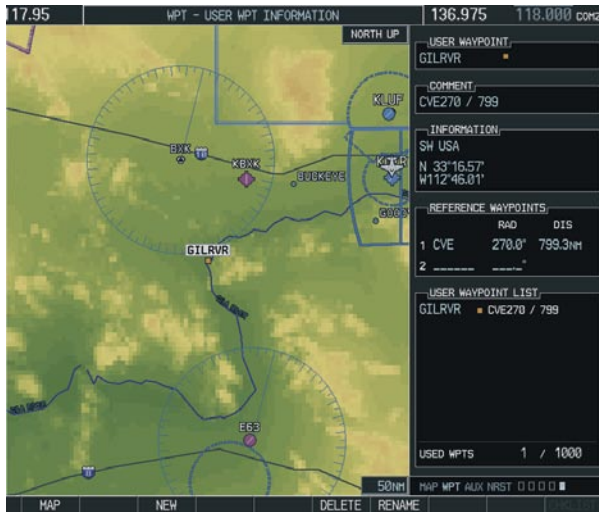 117.95 WPT - USER WPT INFORMATION 136.975 118.000 COM2
NORTH UP
USER WAYPOINT
GILRVR
COMMENT
CVE270 / 799
INFORMATION
SW USA
N 33°16.57'
W112°46.01'
REFERENCE WAYPOINTS
RAD DIS
1 CVE 270.0° 799.3NM
2 ______ ___._°
USER WAYPOINT LIST
GILRVR CVE270 / 799
USED WPTS 1 / 1000
KLUF
BXK
10
KBXK
BUCKEYE
KGYR
GILRVR
E63
8
50NM
MAP WPT AUX NRST
MAP NEW DELETE RENAME